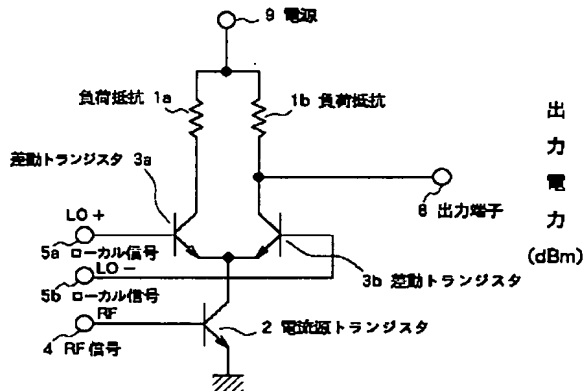 9 電源
負荷抵抗 1a
1b 負荷抵抗
差動トランジスタ 3a
LO +
5a ローカル信号
LO -
5b ローカル信号
RF
4 RF信号
8 出力端子
3b 差動トランジスタ
2 電流源トランジスタ
出力電力
(dBm)